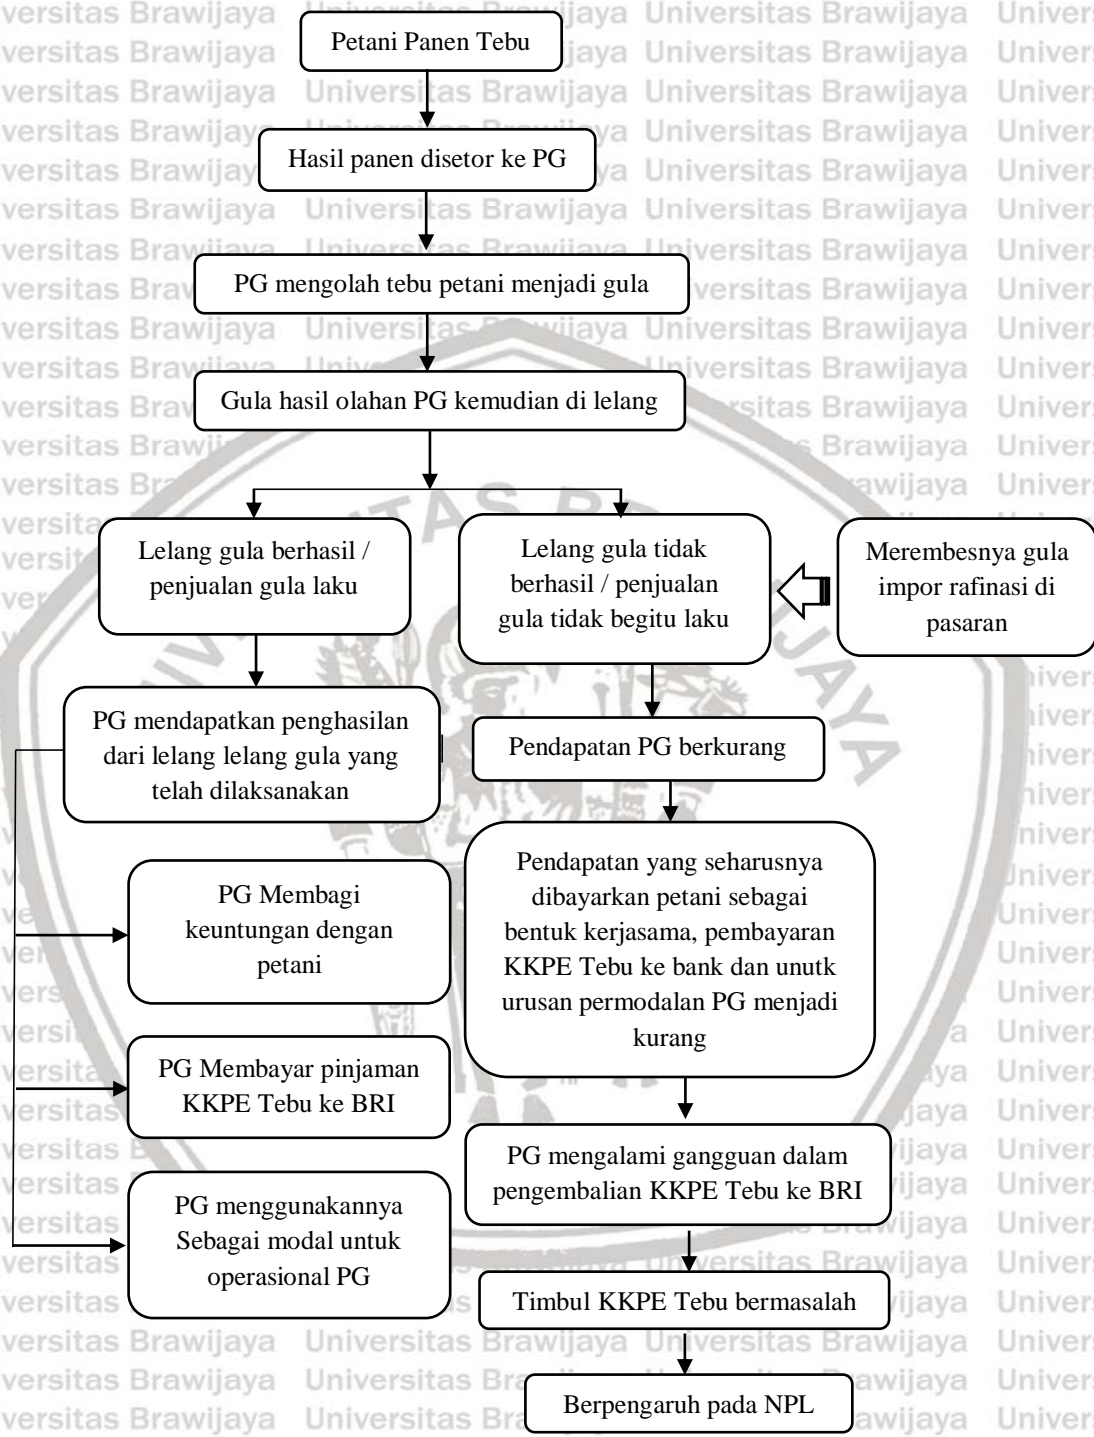 Petani Panen Tebu
Hasil panen disetor ke PG
PG mengolah tebu petani menjadi gula
Gula hasil olahan PG kemudian di lelang
Lelang gula berhasil /
penjualan gula laku
Lelang gula tidak
berhasil / penjualan
gula tidak begitu laku
Merembesnya gula
impor rafinasi di
pasaran
PG mendapatkan penghasilan
dari lelang lelang gula yang
telah dilaksanakan
Pendapatan PG berkurang
PG Membagi
keuntungan dengan
petani
Pendapatan yang seharusnya
dibayarkan petani sebagai
bentuk kerjasama, pembayaran
KKPE Tebu ke bank dan unutk
urusan permodalan PG menjadi
kurang
PG Membayar pinjaman
KKPE Tebu ke BRI
PG mengalami gangguan dalam
pengembalian KKPE Tebu ke BRI
PG menggunakannya
Sebagai modal untuk
operasional PG
Timbul KKPE Tebu bermasalah
Berpengaruh pada NPL
Universitas Brawijaya